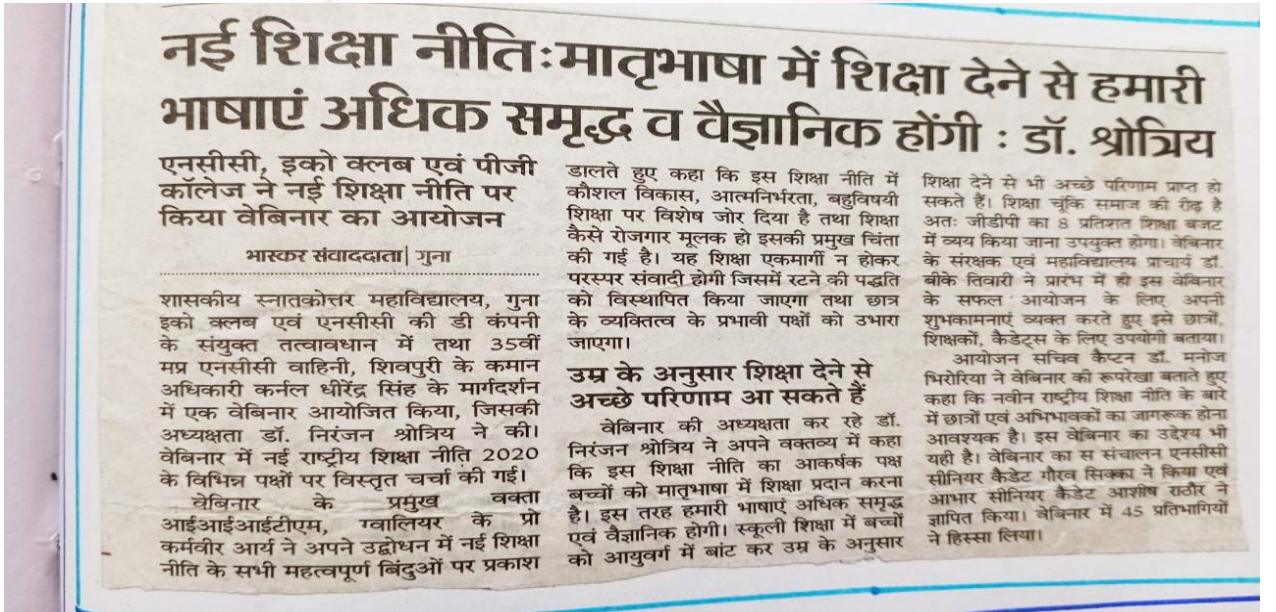 नई शिक्षा नीति:मातृभाषा में शिक्षा देने से हमारी
भाषाएं अधिक समृद्ध व वैज्ञानिक होंगी : डॉ. श्रोत्रिय
एनसीसी, इको क्लब एवं पीजी
कॉलेज ने नई शिक्षा नीति पर
किया वेबिनार का आयोजन
भास्कर संवाददाता| गुना
शासकीय स्नातकोत्तर महाविद्यालय, गुना
इको क्लब एवं एनसीसी की डी कंपनी
के संयुक्त तत्वावधान में तथा 35वीं
मप्र एनसीसी वाहिनी, शिवपुरी के कमान
अधिकारी कर्नल धीरेंद्र सिंह के मार्गदर्शन
में एक वेबिनार आयोजित किया, जिसकी
अध्यक्षता डॉ. निरंजन श्रोत्रिय ने की।
वेबिनार में नई राष्ट्रीय शिक्षा नीति 2020
के विभिन्न पक्षों पर विस्तृत चर्चा की गई।
वेबिनार के प्रमुख वक्ता
आईआईआईटीएम, ग्वालियर के प्रो
कर्मवीर आर्य ने अपने उद्बोधन में नई शिक्षा
नीति के सभी महत्वपूर्ण बिंदुओं पर प्रकाश
डालते हुए कहा कि इस शिक्षा नीति में
कौशल विकास, आत्मनिर्भरता, बहुविषयी
शिक्षा पर विशेष जोर दिया है तथा शिक्षा
कैसे रोजगार मूलक हो इसकी प्रमुख चिंता
की गई है। यह शिक्षा एकमार्गी न होकर
परस्पर संवादी होगी जिसमें रटने की पद्धति
को विस्थापित किया जाएगा तथा छात्र
के व्यक्तित्व के प्रभावी पक्षों को उभारा
जाएगा।
उम्र के अनुसार शिक्षा देने से
अच्छे परिणाम आ सकते हैं
वेबिनार की अध्यक्षता कर रहे डॉ.
निरंजन श्रोत्रिय ने अपने वक्तव्य में कहा
कि इस शिक्षा नीति का आकर्षक पक्ष
बच्चों को मातृभाषा में शिक्षा प्रदान करना
है। इस तरह हमारी भाषाएं अधिक समृद्ध
एवं वैज्ञानिक होगी। स्कूली शिक्षा में बच्चों
को आयुवर्ग में बांट कर उम्र के अनुसार
शिक्षा देने से भी अच्छे परिणाम प्राप्त हो
सकते हैं। शिक्षा चूंकि समाज की रीढ़ है
अतः जीडीपी का 8 प्रतिशत शिक्षा बजट
में व्यय किया जाना उपयुक्त होगा। वेबिनार
के संरक्षक एवं महाविद्यालय प्राचार्य डॉ.
बीके तिवारी ने प्रारंभ में ही इस वेबिनार
के सफल आयोजन के लिए अपनी
शुभकामनाएं व्यक्त करते हुए इसे छात्रों,
शिक्षकों, कैडेट्स के लिए उपयोगी बताया।
आयोजन सचिव कैप्टन डॉ. मनोज
भिरोरिया ने वेबिनार की रूपरेखा बताते हुए
कहा कि नवीन राष्ट्रीय शिक्षा नीति के बारे
में छात्रों एवं अभिभावकों का जागरूक होना
आवश्यक है। इस वेबिनार का उद्देश्य भी
यही है। वेबिनार का स संचालन एनसीसी
सीनियर कैडेट गौरव सिक्का ने किया एवं
आभार सीनियर कैडेट आशीष राठौर ने
ज्ञापित किया। वेबिनार में 45 प्रतिभागियों
ने हिस्सा लिया।